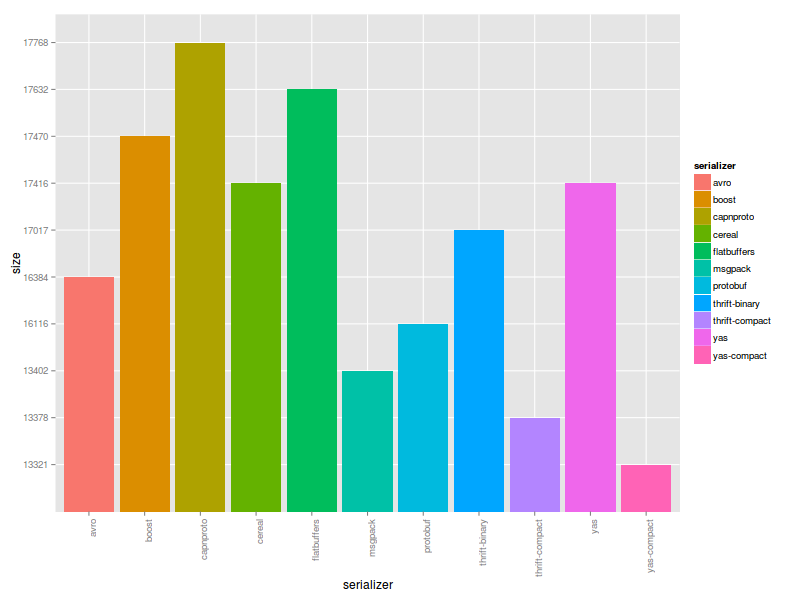 17768
17632
17470
17416
17017
16384
16116
13402
13378
13321
size
avro
boost
capnproto
cereal
flatbuffers
msgpack
protobuf
thrift-binary
thrift-compact
yas
yas-compact
serializer
serializer
avro
boost
capnproto
cereal
flatbuffers
msgpack
protobuf
thrift-binary
thrift-compact
yas
yas-compact